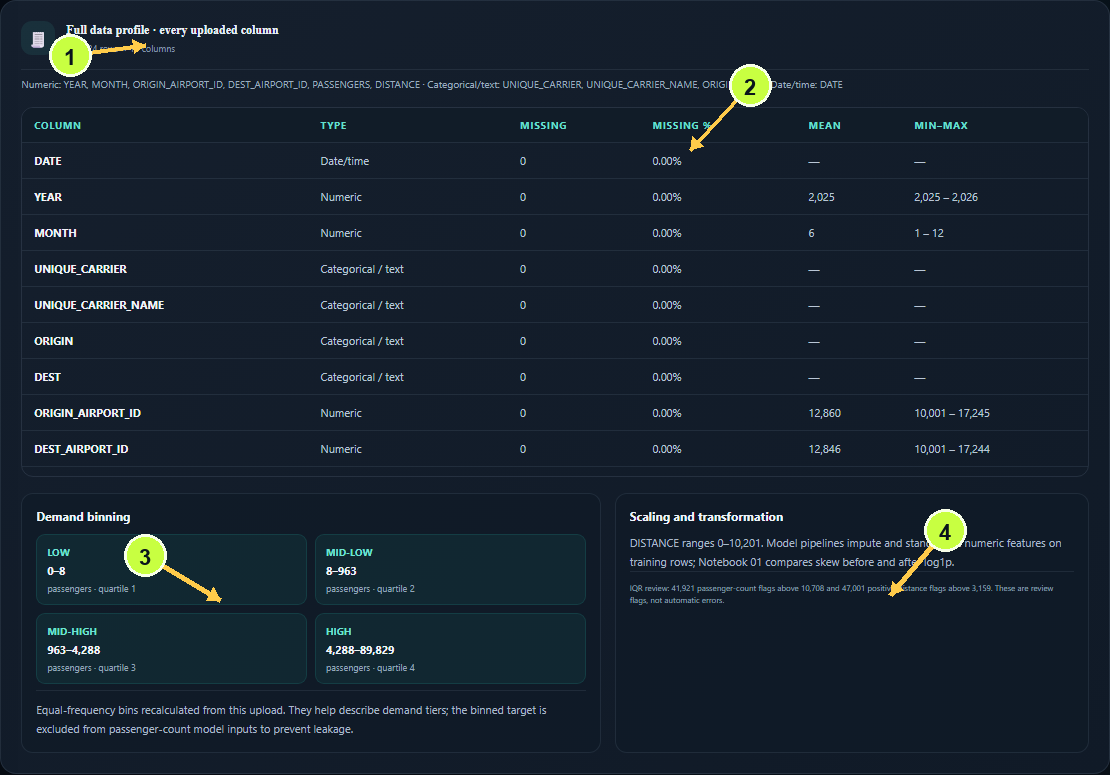 Full data profile · every uploaded column
columns
1
Numeric: YEAR, MONTH, ORIGIN_AIRPORT_ID, DEST_AIRPORT_ID, PASSENGERS, DISTANCE · Categorical/text: UNIQUE_CARRIER, UNIQUE_CARRIER_NAME, Date/time: DATE
2
COLUMN TYPE MISSING MISSING % MEAN MIN–MAX
DATE Date/time 0 0.00% — —
YEAR Numeric 0 0.00% 2,025 2,025 – 2,026
MONTH Numeric 0 0.00% 6 1 – 12
UNIQUE_CARRIER Categorical / text 0 0.00% — —
UNIQUE_CARRIER_NAME Categorical / text 0 0.00% — —
ORIGIN Categorical / text 0 0.00% — —
DEST Categorical / text 0 0.00% — —
ORIGIN_AIRPORT_ID Numeric 0 0.00% 12,860 10,001 – 17,245
DEST_AIRPORT_ID Numeric 0 0.00% 12,846 10,001 – 17,244
Demand binning
LOW
0–8
passengers · quartile 1
MID-LOW
8–963
passengers · quartile 2
3
MID-HIGH
963–4,288
passengers · quartile 3
HIGH
4,288–89,829
passengers · quartile 4
Equal-frequency bins recalculated from this upload. They help describe demand tiers; the binned target is
excluded from passenger-count model inputs to prevent leakage.
Scaling and transformation
DISTANCE ranges 0–10,201. Model pipelines impute and numeric features on
training rows; Notebook 01 compares skew before and after log1p.
4
IQR review: 41,921 passenger-count flags above 10,708 and 47,001 flags above 3,159. These are review
flags, not automatic errors.